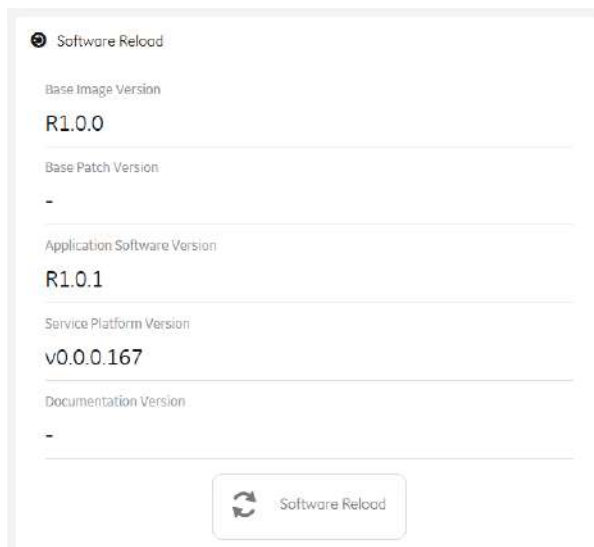 Software Reload
Base Image Version
R1.0.0
Base Patch Version
-
Application Software Version
R1.0.1
Service Platform Version
v0.0.0.167
Documentation Version
-
Software Reload